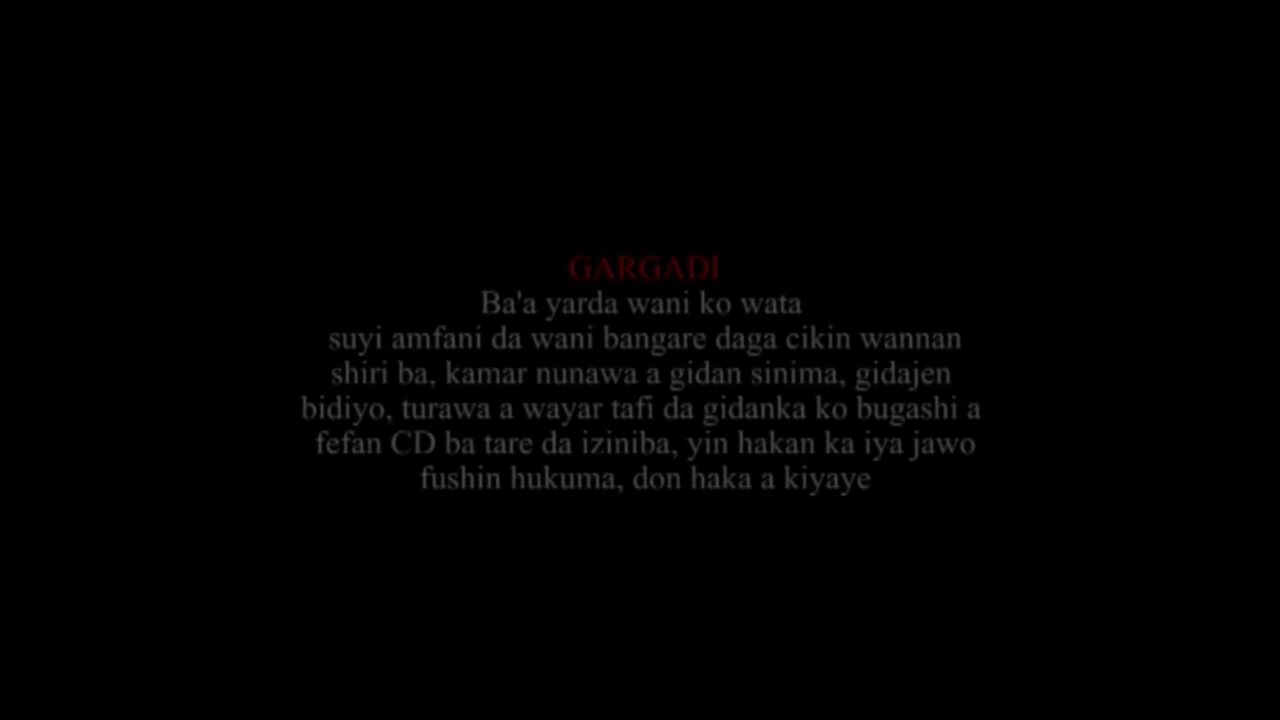 GARGADI
Ba'a yarda wani ko wata
suyi amfani da wani bangare daga cikin wannan
shiri ba, kamar nunawa a gidan sinima, gidajen
bidiyo, turawa a wayar tafi da gidanka ko bugashi a
fefan CD ba tare da iziniba, yin hakan ka iya jawo
fushin hukuma, don haka a kiyaye